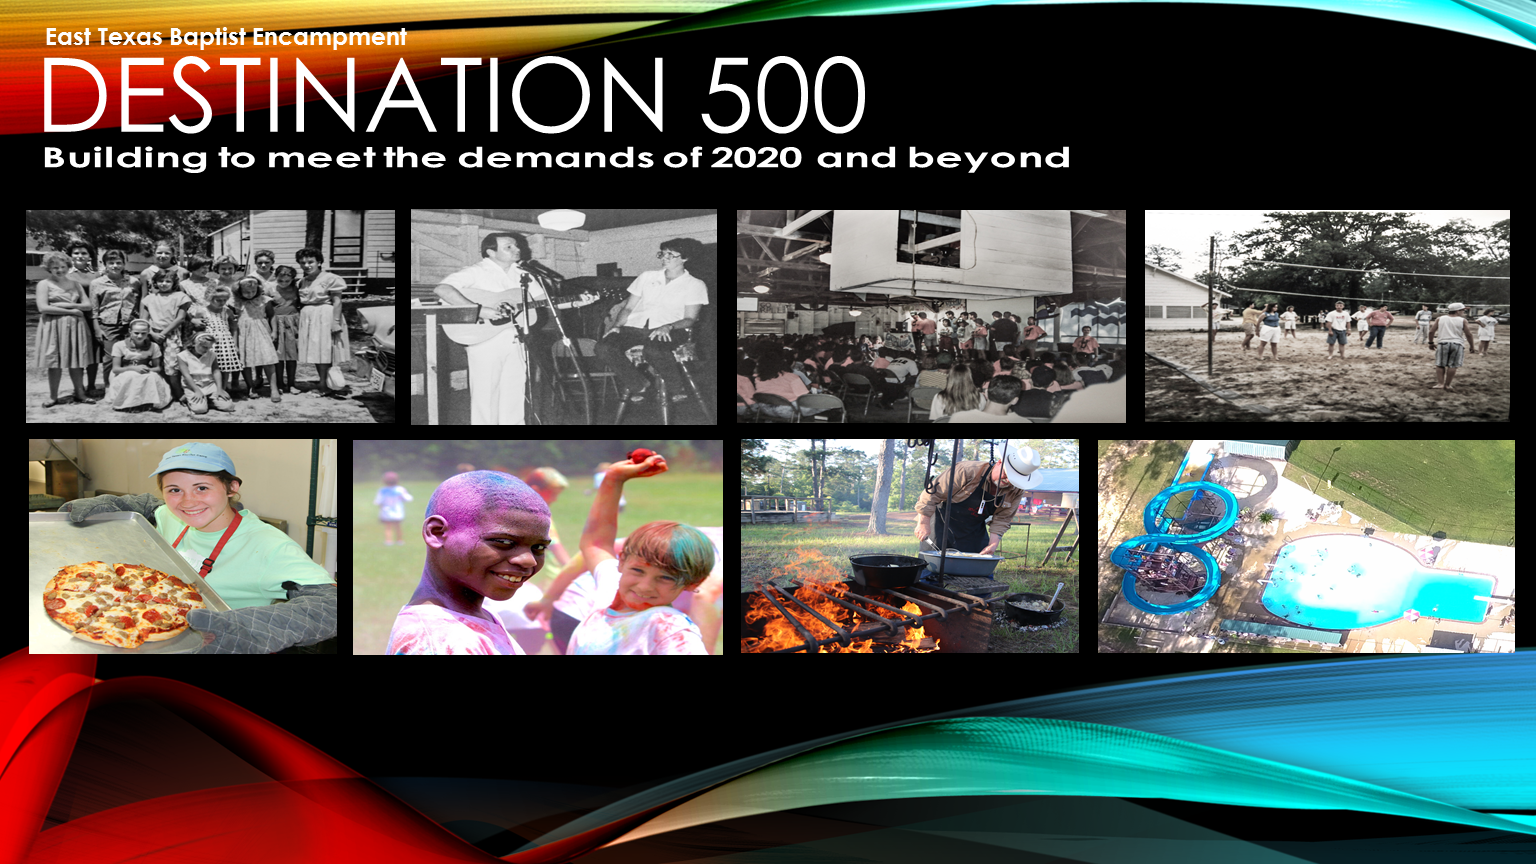 East Texas Baptist Encampment
DESTINATION 500
Building to meet the demands of 2020 and beyond